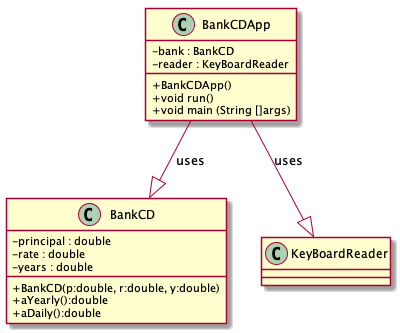 C BankCDApp
-bank : BankCD
-reader : KeyBoardReader
+BankCDApp()
+void run()
+void main (String []args)
uses
uses
C BankCD
-principal : double
-rate : double
-years : double
+BankCD(p:double, r:double, y:double)
+aYearly():double
+aDaily():double
C KeyBoardReader